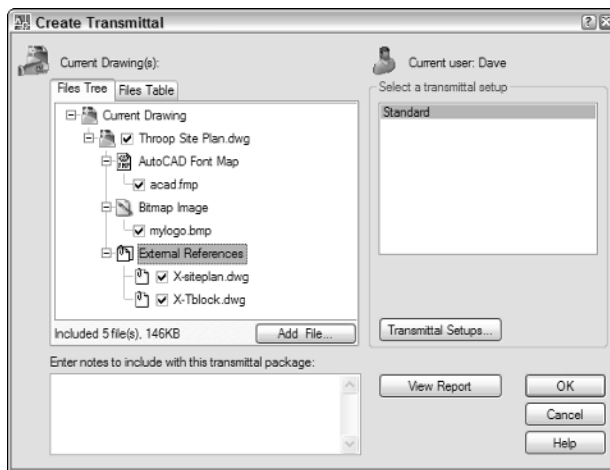 Create Transmittal
Current Drawing(s):
Files Tree
Files Table
Current Drawing
Throop Site Plan.dwg
AutoCAD Font Map
acad.fmp
Bitmap Image
mylogo.bmp
External References
X-siteplan.dwg
X-Tblock.dwg
Included 5 file(s), 146KB
Add File...
Enter notes to include with this transmittal package:
Current user: Dave
Select a transmittal setup
Standard
Transmittal Setups...
View Report
OK
Cancel
Help